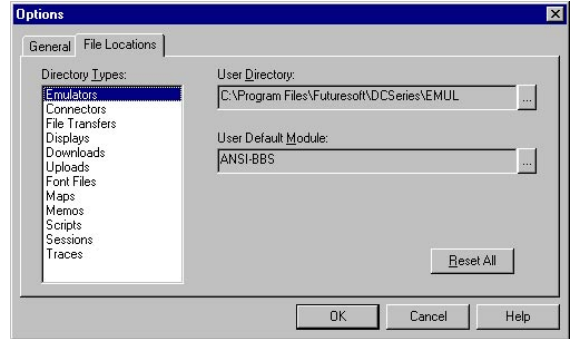 Options
General
File Locations
Directory Types:
Emulators
Connectors
File Transfers
Displays
Downloads
Uploads
Font Files
Maps
Memos
Scripts
Sessions
Traces
User Directory:
C:\Program Files\Futuresoft\DCSeries\EMUL
...
User Default Module:
ANSI-BBS
...
Reset All
OK
Cancel
Help